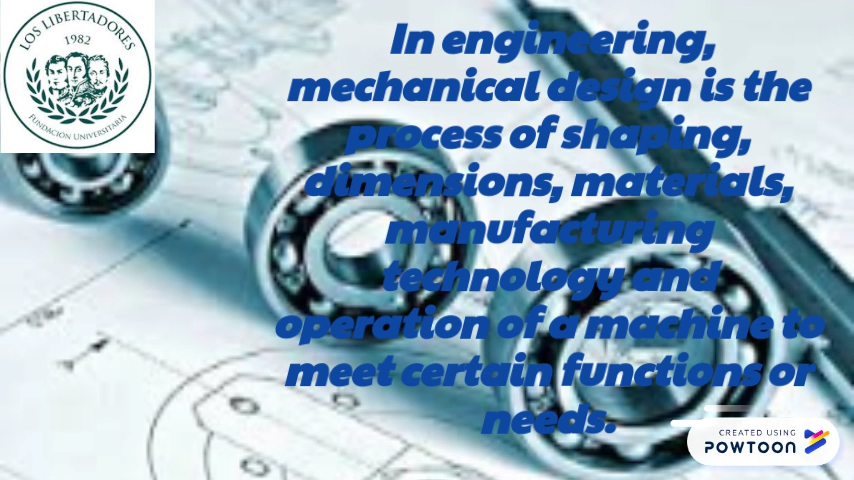 LOS LIBERTADORES
1982
FUNDACIÓN UNIVERSITARIA
In engineering,
mechanical design is the
process of shaping,
dimensions, materials,
manufacturing
technology and
operation of a machine to
meet certain functions or
needs.
CREATED USING
POWTOON